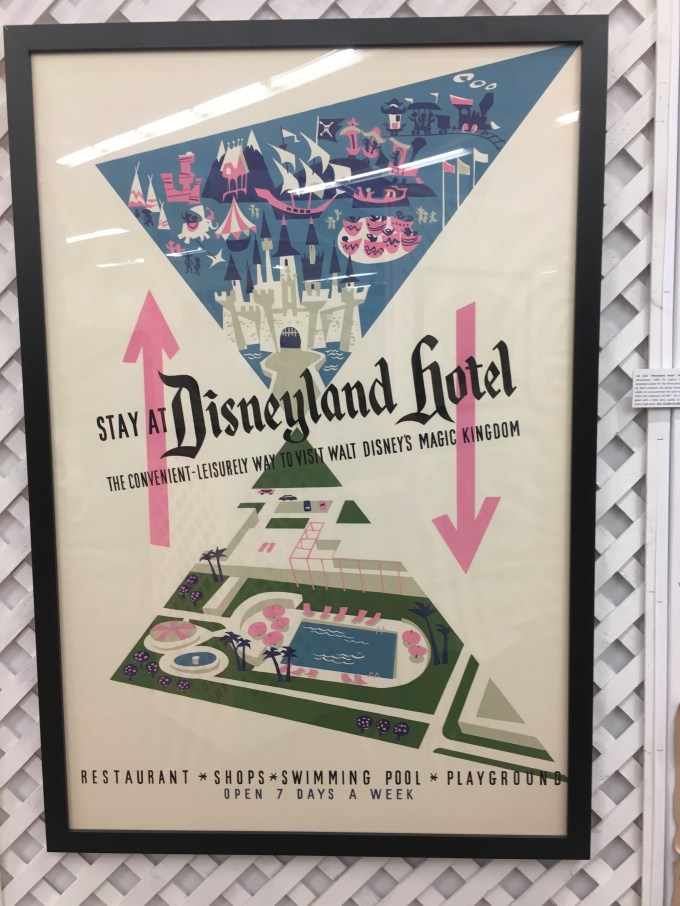 STAY AT Disneyland Hotel
THE CONVENIENT-LEISURELY WAY TO VISIT WALT DISNEY'S MAGIC KINGDOM
RESTAURANT * SHOPS * SWIMMING POOL * PLAYGROUND
OPEN 7 DAYS A WEEK